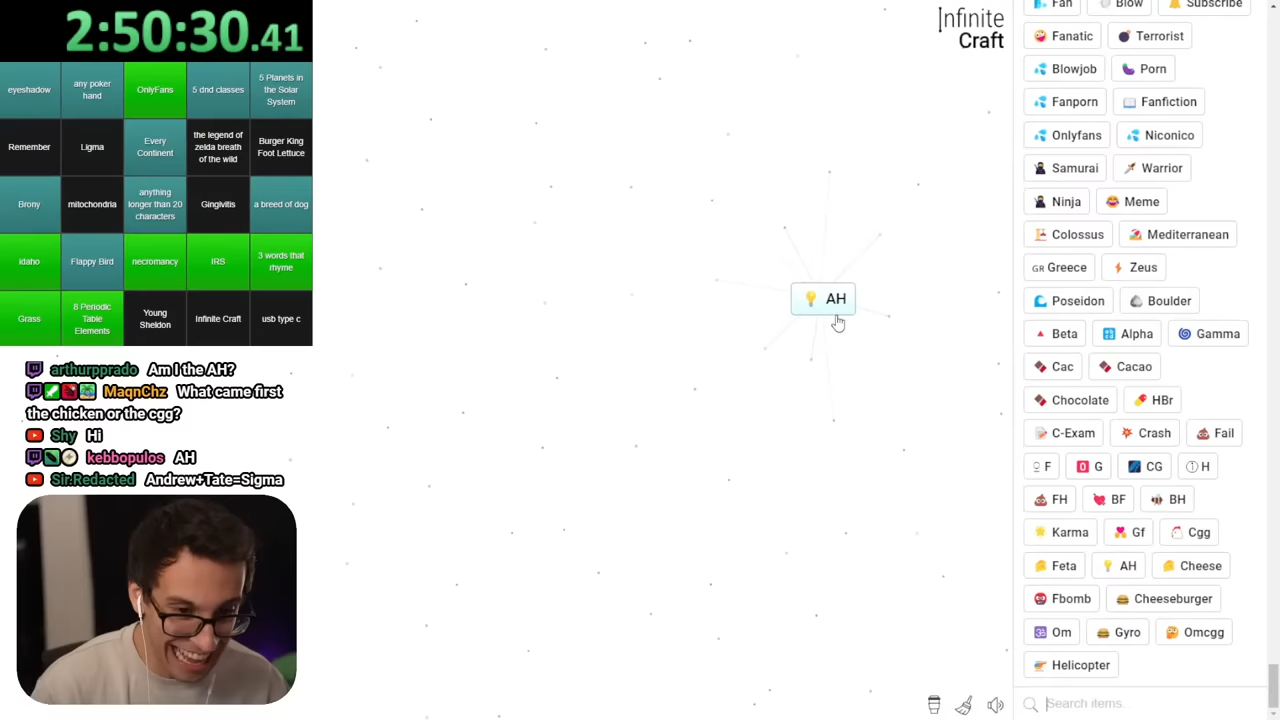 2:50:30.41
eyeshadow
any poker
hand
OnlyFans
5 dnd classes
5 Planets in
the Solar
System
Remember
Ligma
Every
Continent
the legend of
zelda breath
of the wild
Burger King
Foot Lettuce
Brony
mitochondria
anything
longer than 20
characters
Gingivitis
a breed of dog
idaho
Flappy Bird
necromancy
IRS
3 words that
rhyme
Grass
8 Periodic
Table
Elements
Young
Sheldon
Infinite Craft
usb type c
arthurpprado Am I the AH?
MaqnChz What came first
the chicken or the cgg?
Shy Hi
kebbopulos AH
Sir.Redacted Andrew+Tate=Sigma
Infinite
Craft
AH
Fan Blow Subscribe
Fanatic Terrorist
Blowjob Porn
Fanporn Fanfiction
Onlyfans Niconico
Samurai Warrior
Ninja Meme
Colossus Mediterranean
GR Greece Zeus
Poseidon Boulder
Beta Alpha Gamma
Cac Cacao
Chocolate HBr
C-Exam Crash Fail
F G CG H
FH BF BH
Karma Gf Cgg
Feta AH Cheese
Fbomb Cheeseburger
Om Gyro Omcgg
Helicopter
Search items...